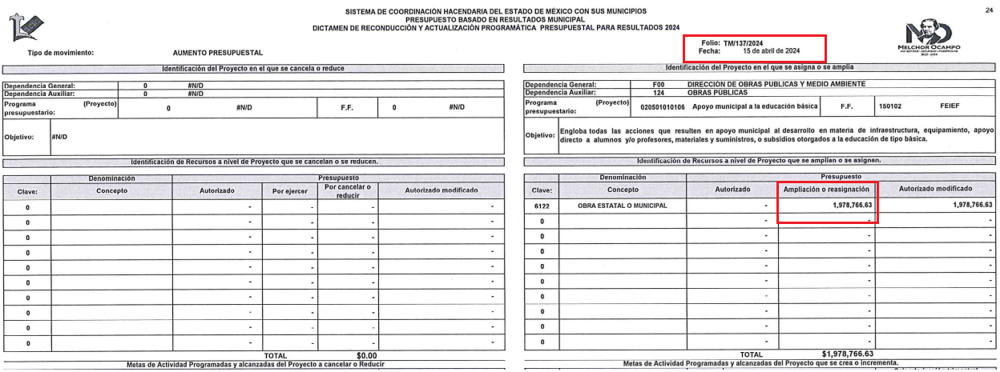 SISTEMA DE COORDINACIÓN HACENDARIA DEL ESTADO DE MÉXICO CON SUS MUNICIPIOS
PRESUPUESTO BASADO EN RESULTADOS MUNICIPAL
DICTAMEN DE RECONDUCCIÓN Y ACTUALIZACIÓN PROGRAMÁTICA PRESUPUESTAL PARA RESULTADOS 2024
24
Folio: TM/137/2024
Fecha: 15 de abril de 2024
MELCHOR OCAMPO
Tipo de movimiento: AUMENTO PRESUPUESTAL
Identificación del Proyecto en el que se cancela o reduce
Dependencia General: 0 #N/D
Dependencia Auxiliar: 0 #N/D
Programa (Proyecto) presupuestario: 0 #N/D F.F. 0 #N/D
Objetivo: #N/D
Identificación de Recursos a nivel de Proyecto que se cancelan o se reducen.
Denominación Presupuesto
Clave: Concepto Autorizado Por ejercer Por cancelar o reducir Autorizado modificado
0 - - - -
0 - - - -
0 - - - -
0 - - - -
0 - - - -
0 - - - -
0 - - - -
0 - - - -
0 - - - -
0 - - - -
TOTAL $0.00
Metas de Actividad Programadas y alcanzadas del Proyecto a cancelar o Reducir
Identificación del Proyecto en el que se asigna o se amplia
Dependencia General: F00 DIRECCIÓN DE OBRAS PUBLICAS Y MEDIO AMBIENTE
Dependencia Auxiliar: 124 OBRAS PÚBLICAS
Programa (Proyecto) presupuestario: 020501010106 Apoyo municipal a la educación básica F.F. 150102 FEIEF
Objetivo: Engloba todas las acciones que resulten en apoyo municipal al desarrollo en materia de infraestructura, equipamiento, apoyo
directo a alumnos y/o profesores, materiales y suministros, o subsidios otorgados a la educación de tipo básica.
Identificación de Recursos a nivel de Proyecto que se amplían o se asignan.
Denominación Presupuesto
Clave: Concepto Autorizado Ampliación o reasignación Autorizado modificado
6122 OBRA ESTATAL O MUNICIPAL - 1,978,766.63 1,978,766.63
0 - - -
0 - - -
0 - - -
0 - - -
0 - - -
0 - - -
0 - - -
0 - - -
0 - - -
TOTAL $1,978,766.63
Metas de Actividad Programadas y alcanzadas del Proyecto que se crea o incrementa.